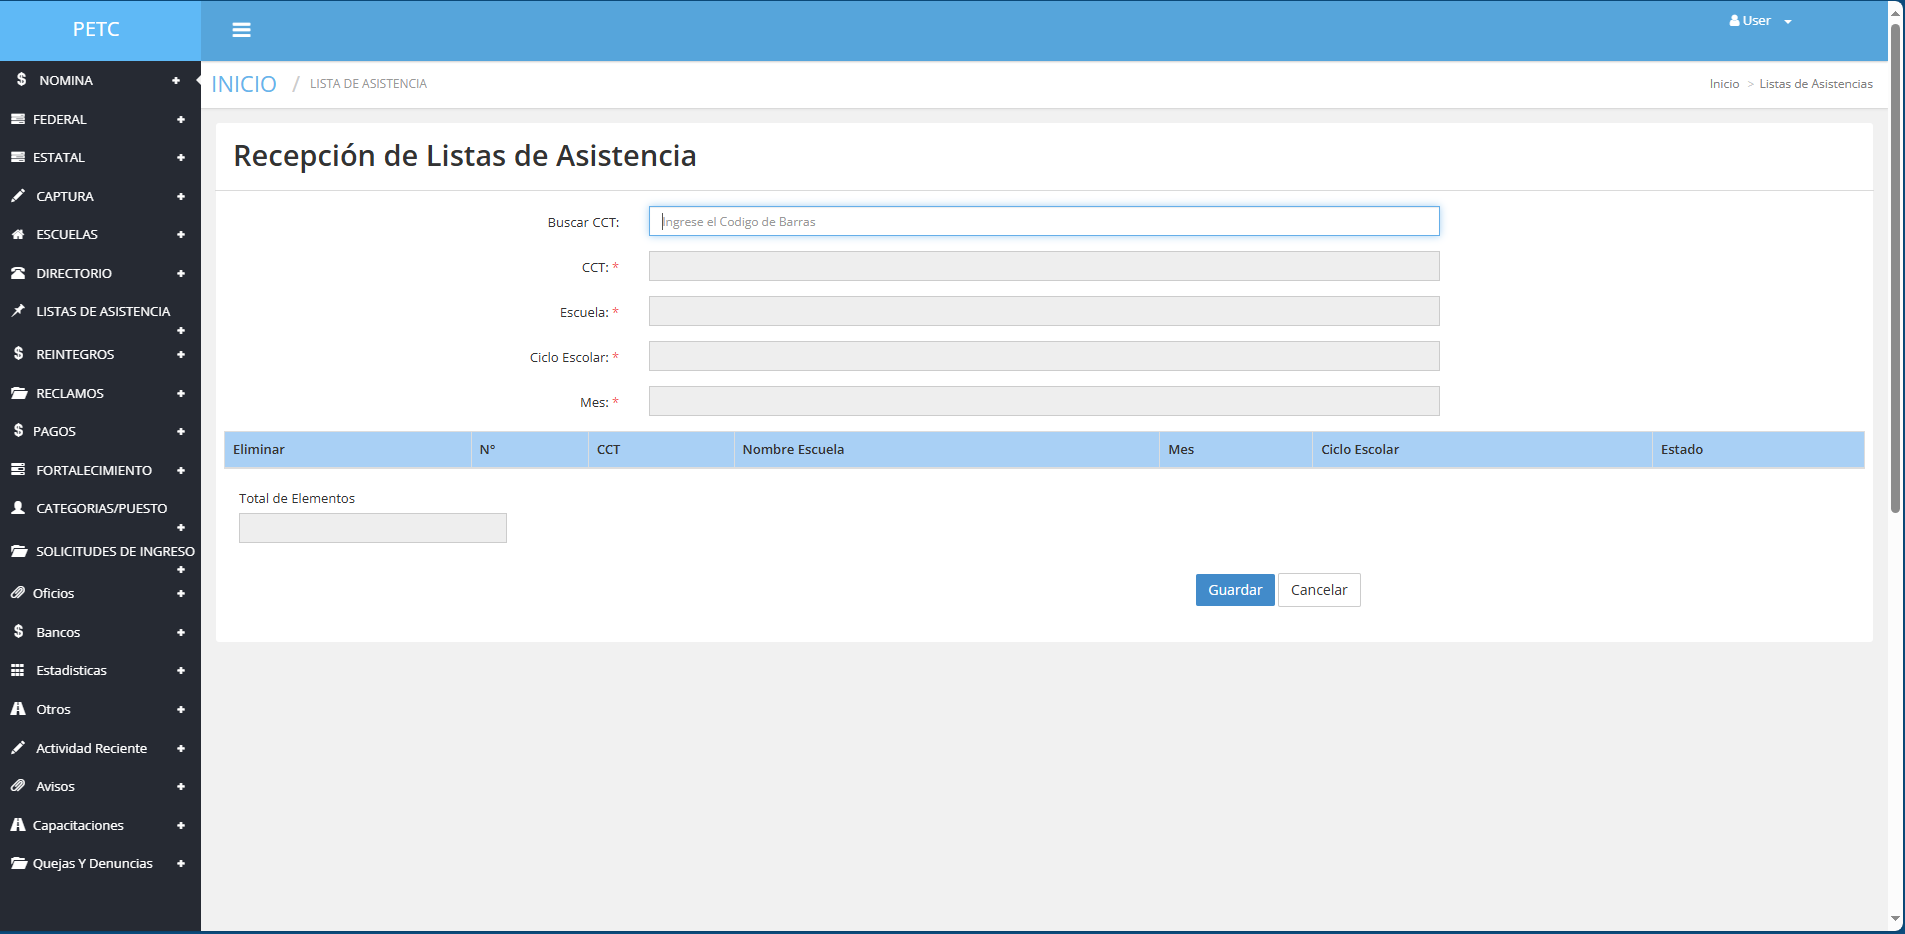 PETC
User
NOMINA
FEDERAL
ESTATAL
CAPTURA
ESCUELAS
DIRECTORIO
LISTAS DE ASISTENCIA
REINTEGROS
RECLAMOS
PAGOS
FORTALECIMIENTO
CATEGORIAS/PUESTO
SOLICITUDES DE INGRESO
Oficios
Bancos
Estadisticas
Otros
Actividad Reciente
Avisos
Capacitaciones
Quejas Y Denuncias
INICIO / LISTA DE ASISTENCIA
Inicio > Listas de Asistencias
Recepción de Listas de Asistencia
Buscar CCT: Ingrese el Codigo de Barras
CCT: *
Escuela: *
Ciclo Escolar: *
Mes: *
Eliminar N° CCT Nombre Escuela Mes Ciclo Escolar Estado
Total de Elementos
Guardar Cancelar